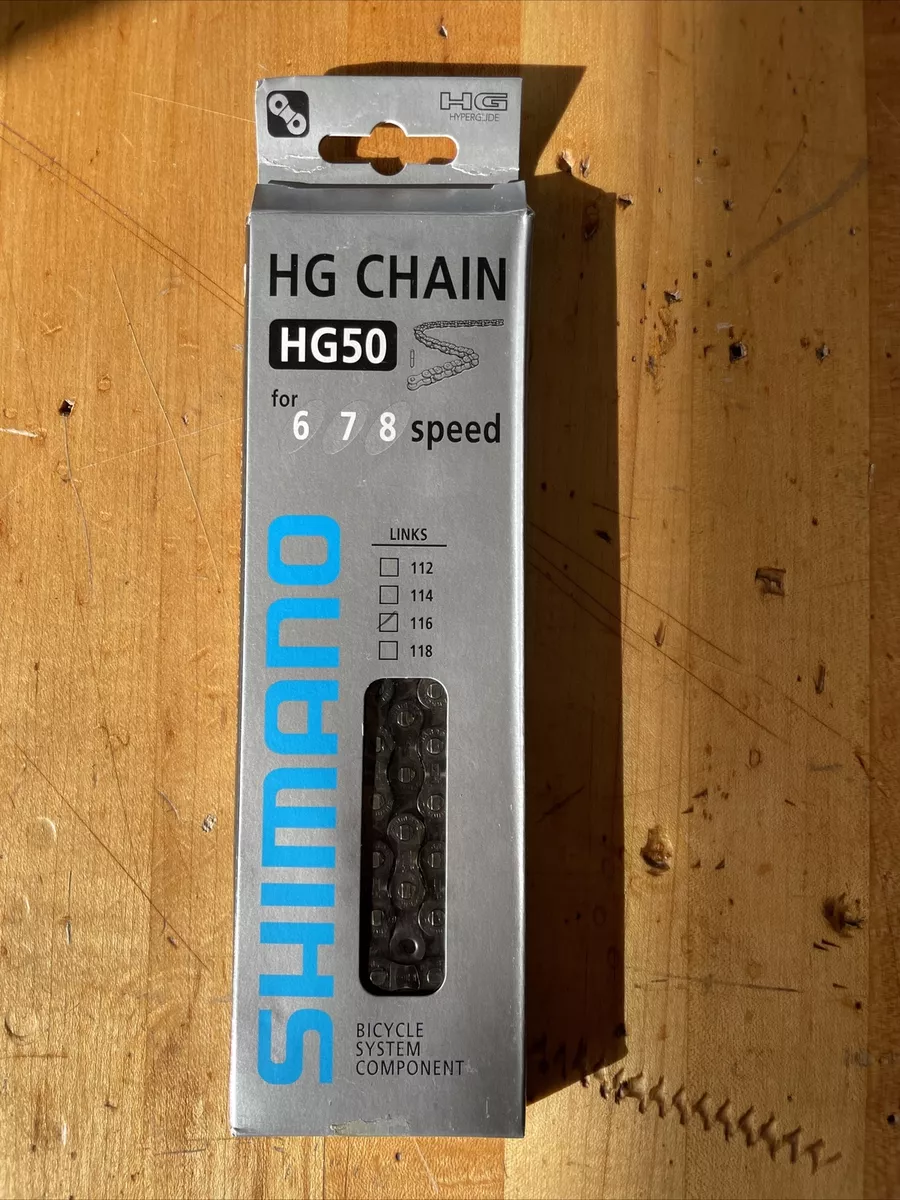 HG
HYPERGLIDE
HG CHAIN
HG50
for
6 7 8 speed
SHIMANO
LINKS
112
114
116
118
BICYCLE
SYSTEM
COMPONENT